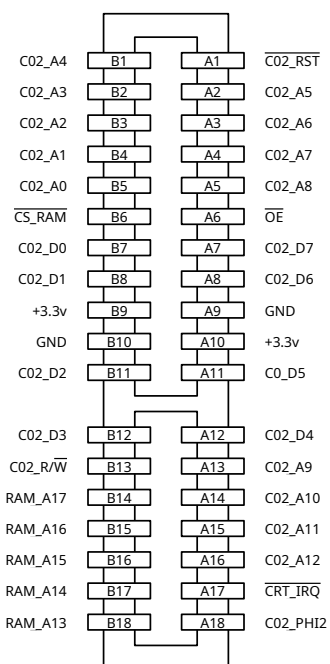 C02_A4 B1 A1 C02_RST
C02_A3 B2 A2 C02_A5
C02_A2 B3 A3 C02_A6
C02_A1 B4 A4 C02_A7
C02_A0 B5 A5 C02_A8
CS_RAM B6 A6 OE
C02_D0 B7 A7 C02_D7
C02_D1 B8 A8 C02_D6
+3.3v B9 A9 GND
GND B10 A10 +3.3v
C02_D2 B11 A11 C0_D5
C02_D3 B12 A12 C02_D4
C02_R/W B13 A13 C02_A9
RAM_A17 B14 A14 C02_A10
RAM_A16 B15 A15 C02_A11
RAM_A15 B16 A16 C02_A12
RAM_A14 B17 A17 CRT_IRQ
RAM_A13 B18 A18 C02_PHI2